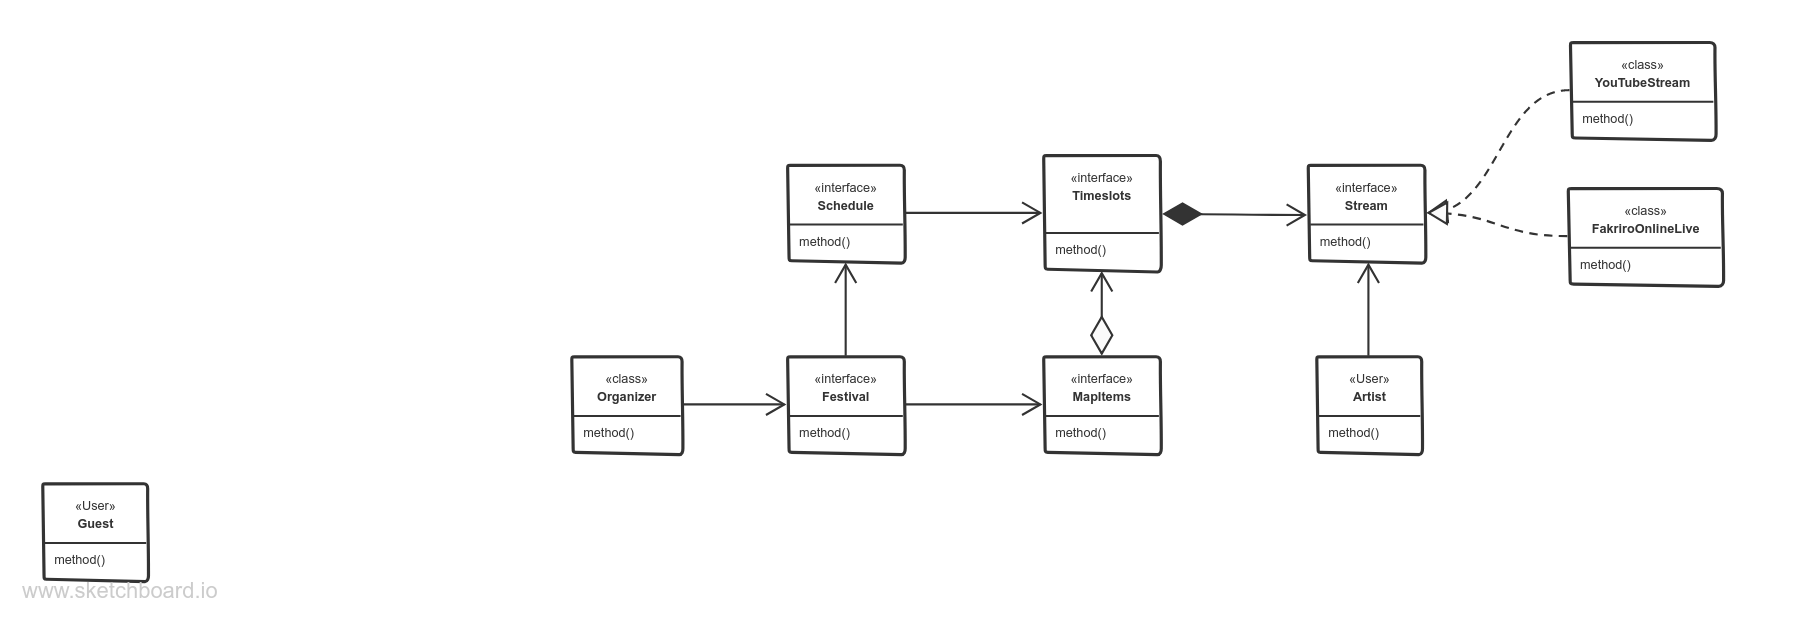 «class»
YouTubeStream
method()
«interface»
Schedule
method()
«interface»
Timeslots
method()
«interface»
Stream
method()
«class»
FakriroOnlineLive
method()
«class»
Organizer
method()
«interface»
Festival
method()
«interface»
MapItems
method()
«User»
Artist
method()
«User»
Guest
method()
www.sketchboard.io